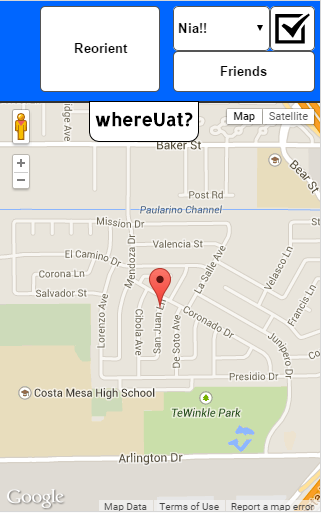 Reorient
Nia!!
Friends
whereUat?
Map
Satellite
Baker St
Bear St
Post Rd
Paularino Channel
Mission Dr
Mendoza Dr
Valencia St
El Camino Dr
La Salle Ave
Velasco Ln
Corona Ln
Salvador St
Francis Ln
Lorenzo Ave
Cibola Ave
San Juan Ln
De Soto Ave
Coronado Dr
Junipero Dr
Presidio Dr
Costa Mesa High School
TeWinkle Park
Arlington Dr
Google
Map Data
Terms of Use
Report a map error